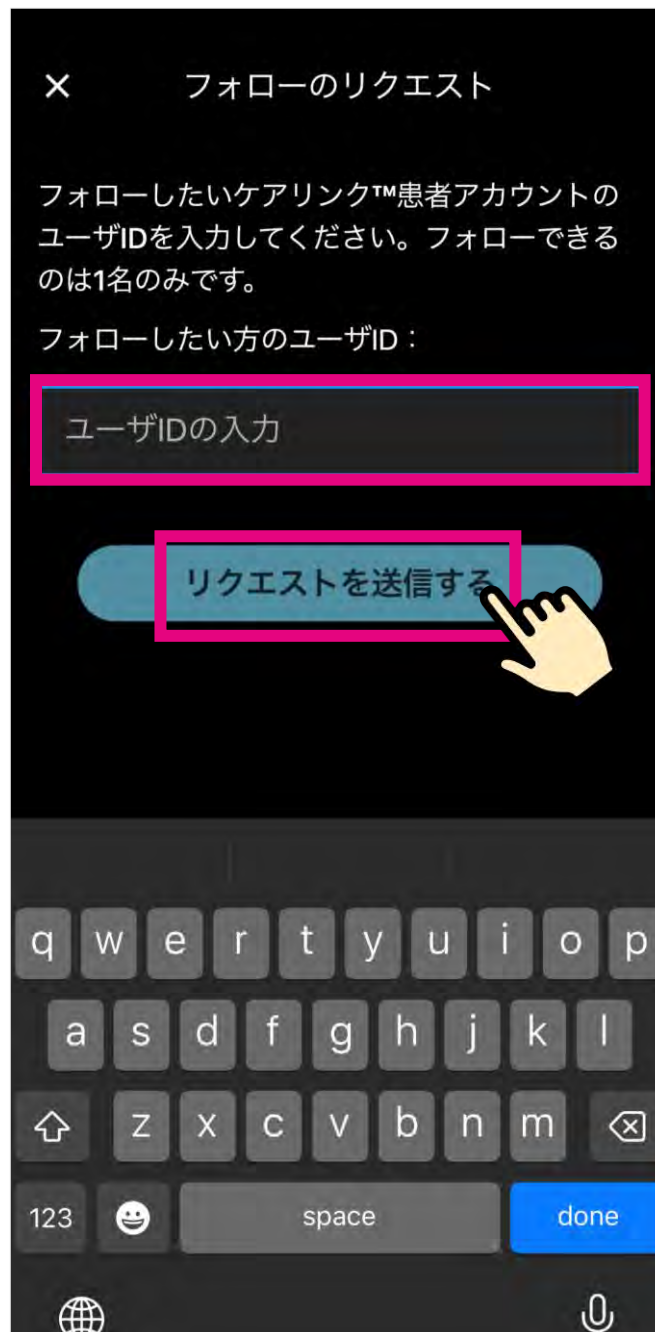 × フォローのリクエスト
フォローしたいケアリンク™患者アカウントの
ユーザIDを入力してください。フォローできる
のは1名のみです。
フォローしたい方のユーザID：
ユーザIDの入力
リクエストを送信する
q w e r t y u i o p
a s d f g h j k l
z x c v b n m
123 space done